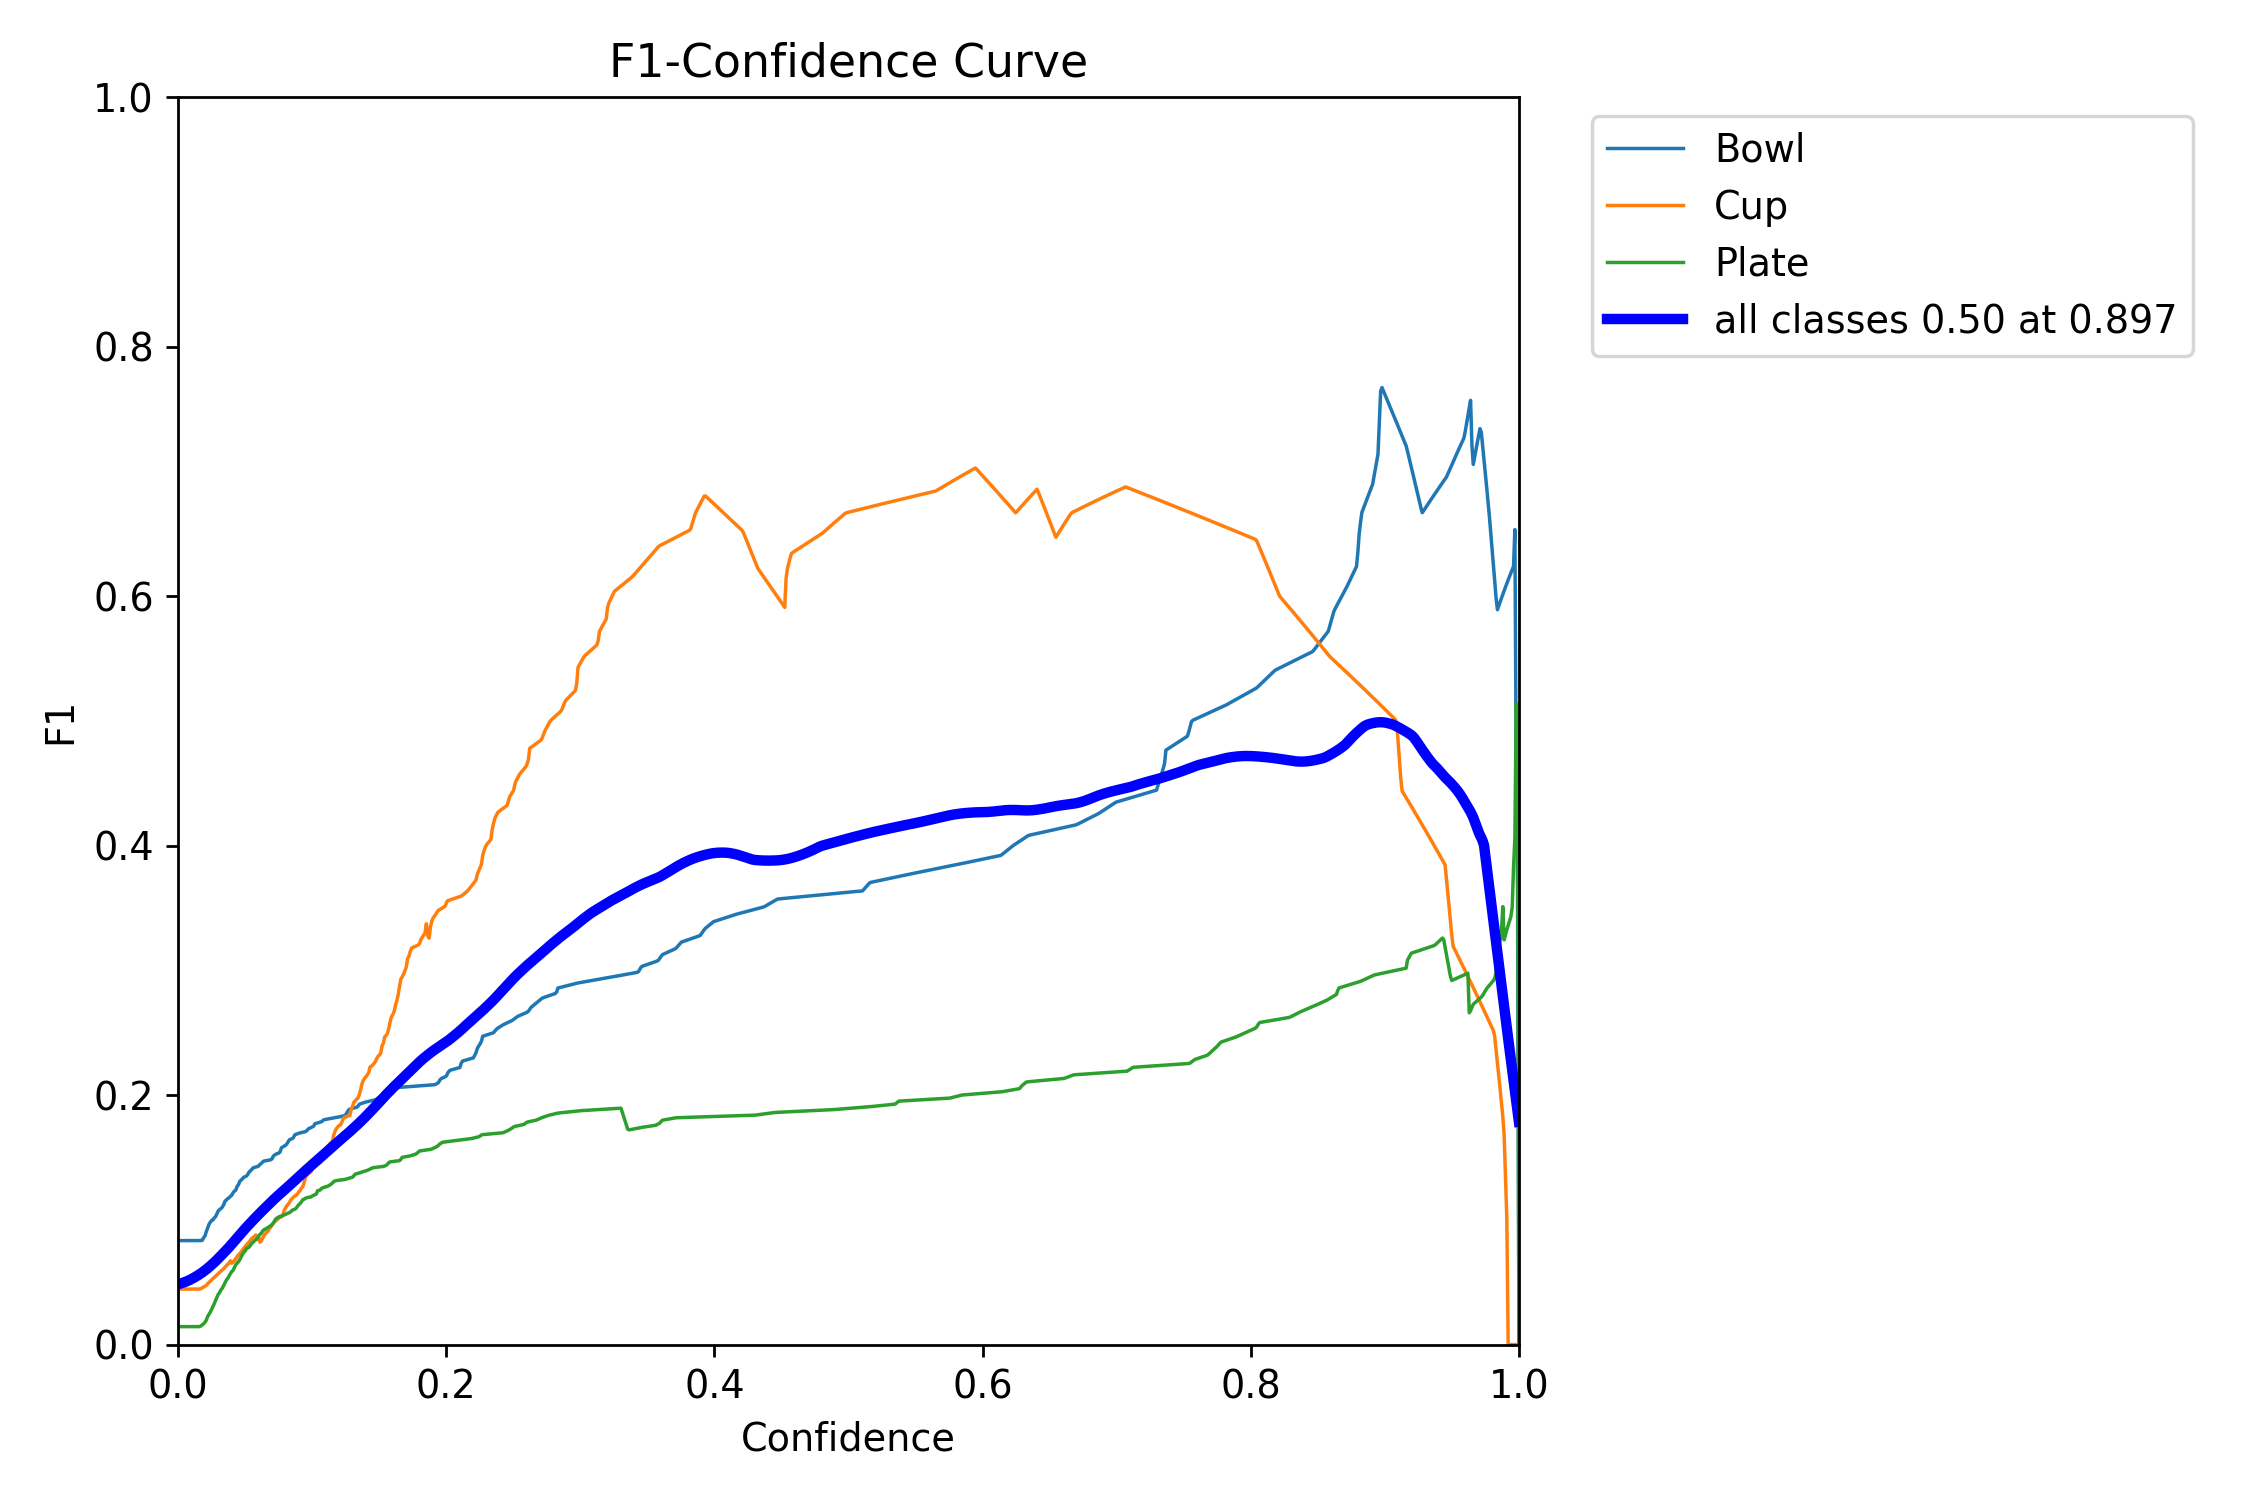 F1-Confidence Curve
1.0
0.8
0.6
0.4
0.2
0.0
F1
0.0 0.2 0.4 0.6 0.8 1.0
Confidence
Bowl
Cup
Plate
all classes 0.50 at 0.897